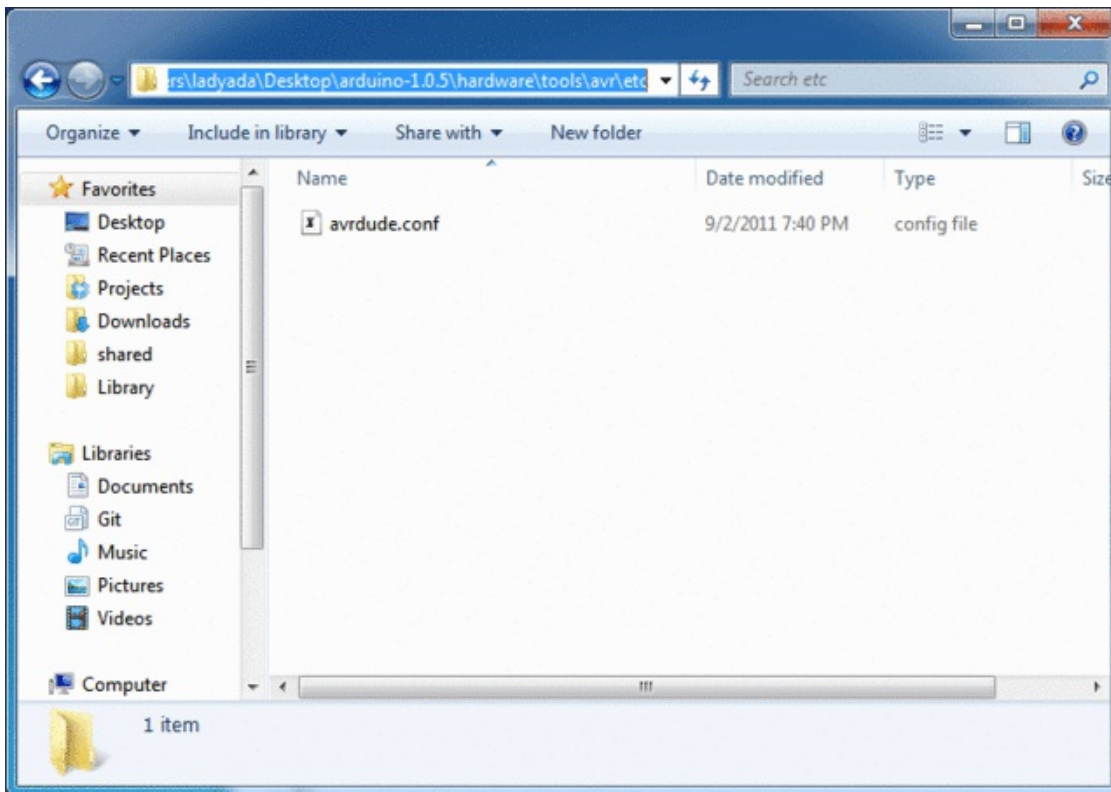 ers\ladyada\Desktop\arduino-1.0.5\hardware\tools\avr\etc Search etc
Organize Include in library Share with New folder
Name Date modified Type Size
avrdude.conf 9/2/2011 7:40 PM config file
Favorites
Desktop
Recent Places
Projects
Downloads
shared
Library
Libraries
Documents
Git
Music
Pictures
Videos
Computer
1 item